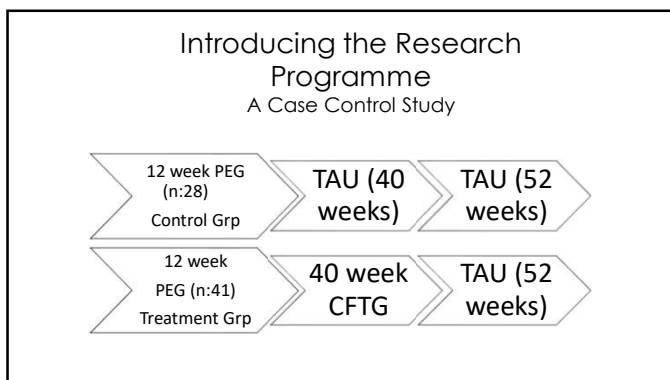 Introducing the Research
Programme
A Case Control Study
12 week PEG
(n:28)
Control Grp
TAU (40
weeks)
TAU (52
weeks)
12 week
PEG (n:41)
Treatment Grp
40 week
CFTG
TAU (52
weeks)